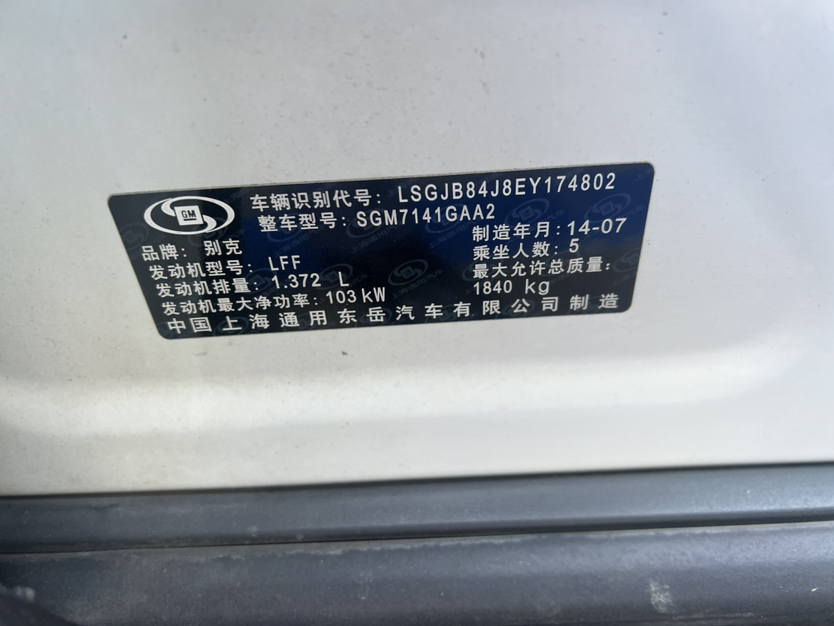 GM
车辆识别代号: LSGJB84J8EY174802
整车型号: SGM7141GAA2
品牌: 别克
制造年月: 14-07
发动机型号: LFF
乘坐人数: 5
发动机排量: 1.372 L
最大允许总质量:
1840 kg
发动机最大净功率: 103 kW
中国上海通用东岳汽车有限公司制造